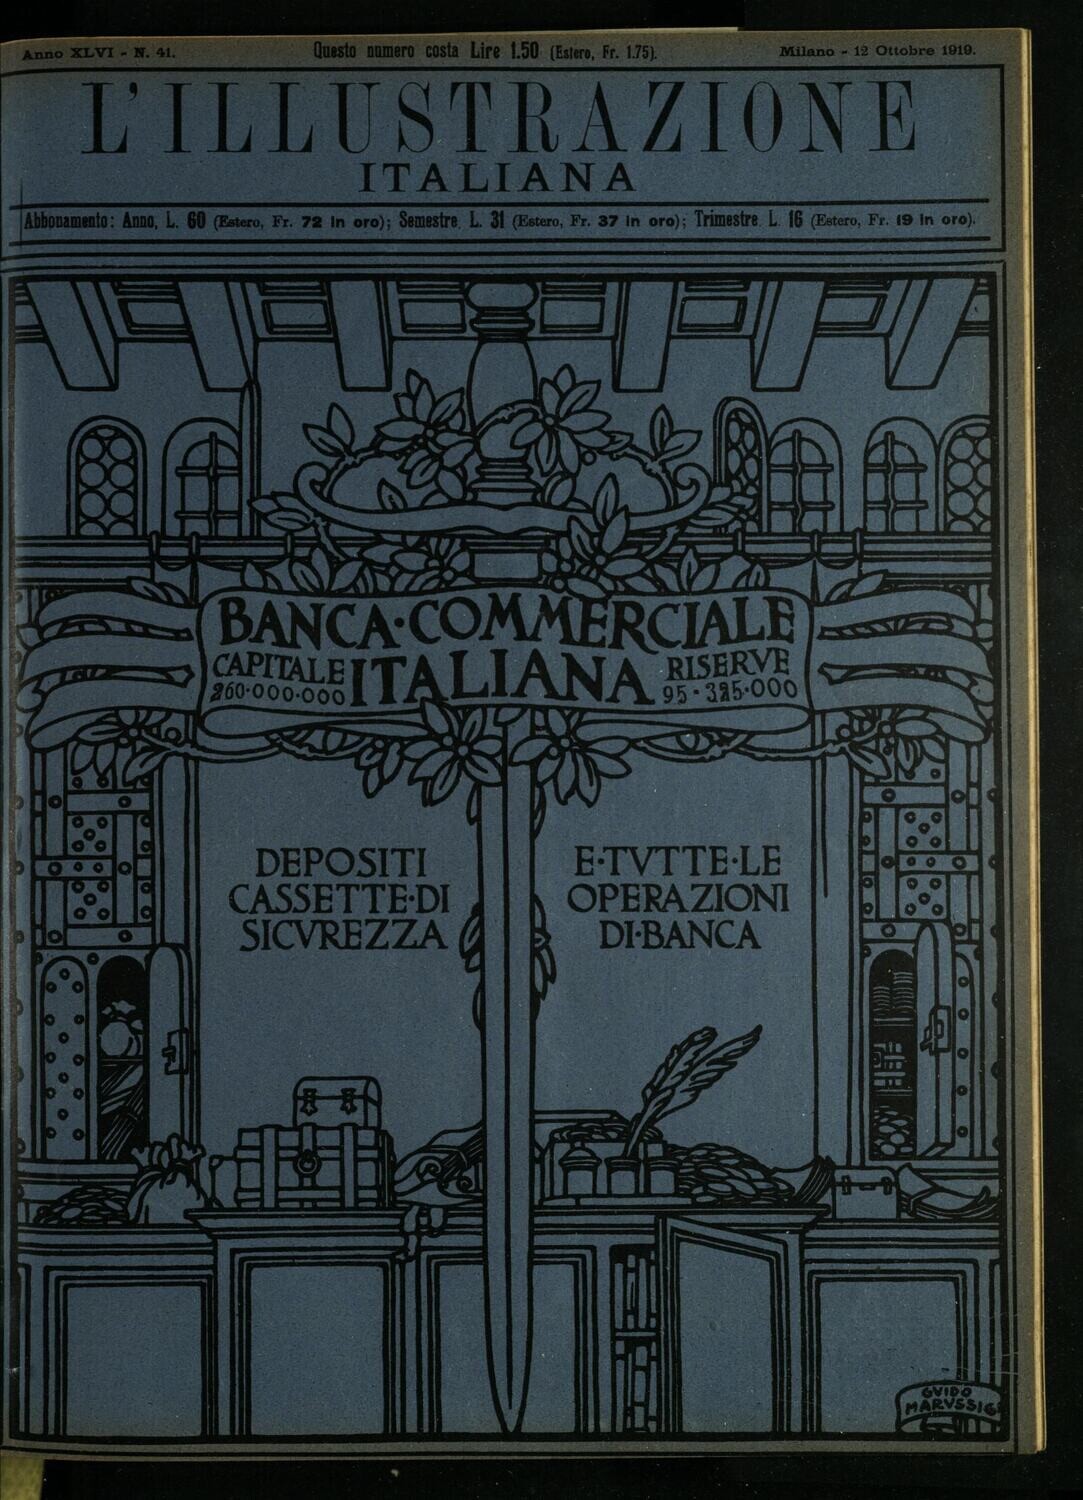 Anno XLVI - N. 41.
Questo numero costa Lire 1.50 (Estero, Fr. 1.75).
Milano - 12 Ottobre 1919.
L'ILLUSTRAZIONE
ITALIANA
Abbonamento: Anno, L. 60 (Estero, Fr. 72 in oro); Semestre L. 31 (Estero, Fr. 37 in oro); Trimestre L. 16 (Estero, Fr. 19 in oro).
BANCA·COMMERCIALE
ITALIANA
CAPITALE
260·000·000
RISERVE
95·325·000
DEPOSITI
CASSETTE·DI
SICVREZZA
E·TVTTE·LE
OPERAZIONI
DI·BANCA
GVIDO
MARVSSIG